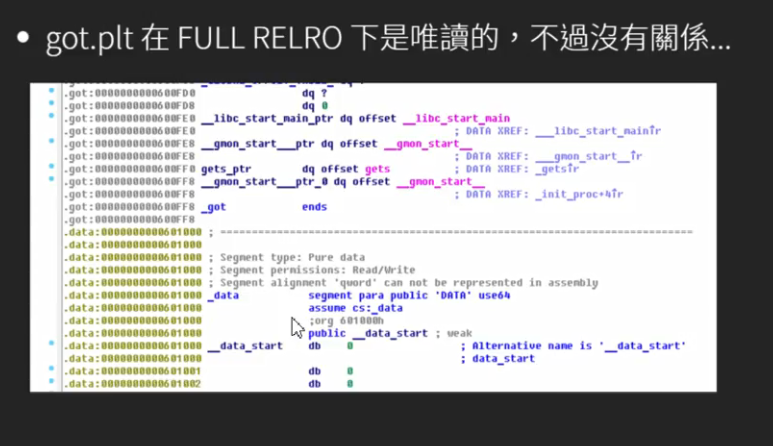 • got.plt 在 FULL RELRO 下是唯讀的，不過沒有關係...
.got:0000000000600FD0 dq ?
.got:0000000000600FD8 dq 0
.got:0000000000600FE0 __libc_start_main_ptr dq offset __libc_start_main
.got:0000000000600FE0 ; DATA XREF: ___libc_start_main↑r
.got:0000000000600FE8 __gmon_start___ptr dq offset __gmon_start__
.got:0000000000600FE8 ; DATA XREF: ___gmon_start__↑r
.got:0000000000600FF0 gets_ptr dq offset gets ; DATA XREF: _gets↑r
.got:0000000000600FF8 __gmon_start___ptr_0 dq offset __gmon_start__
.got:0000000000600FF8 ; DATA XREF: _init_proc+4↑r
.got:0000000000600FF8 _got ends
.got:0000000000600FF8
.data:0000000000601000 ; ===========================================================================
.data:0000000000601000
.data:0000000000601000 ; Segment type: Pure data
.data:0000000000601000 ; Segment permissions: Read/Write
.data:0000000000601000 ; Segment alignment 'qword' can not be represented in assembly
.data:0000000000601000 _data segment para public 'DATA' use64
.data:0000000000601000 assume cs:_data
.data:0000000000601000 ;org 601000h
.data:0000000000601000 public __data_start ; weak
.data:0000000000601000 __data_start db 0 ; Alternative name is '__data_start'
.data:0000000000601000 ; data_start
.data:0000000000601001 db 0
.data:0000000000601002 db 0